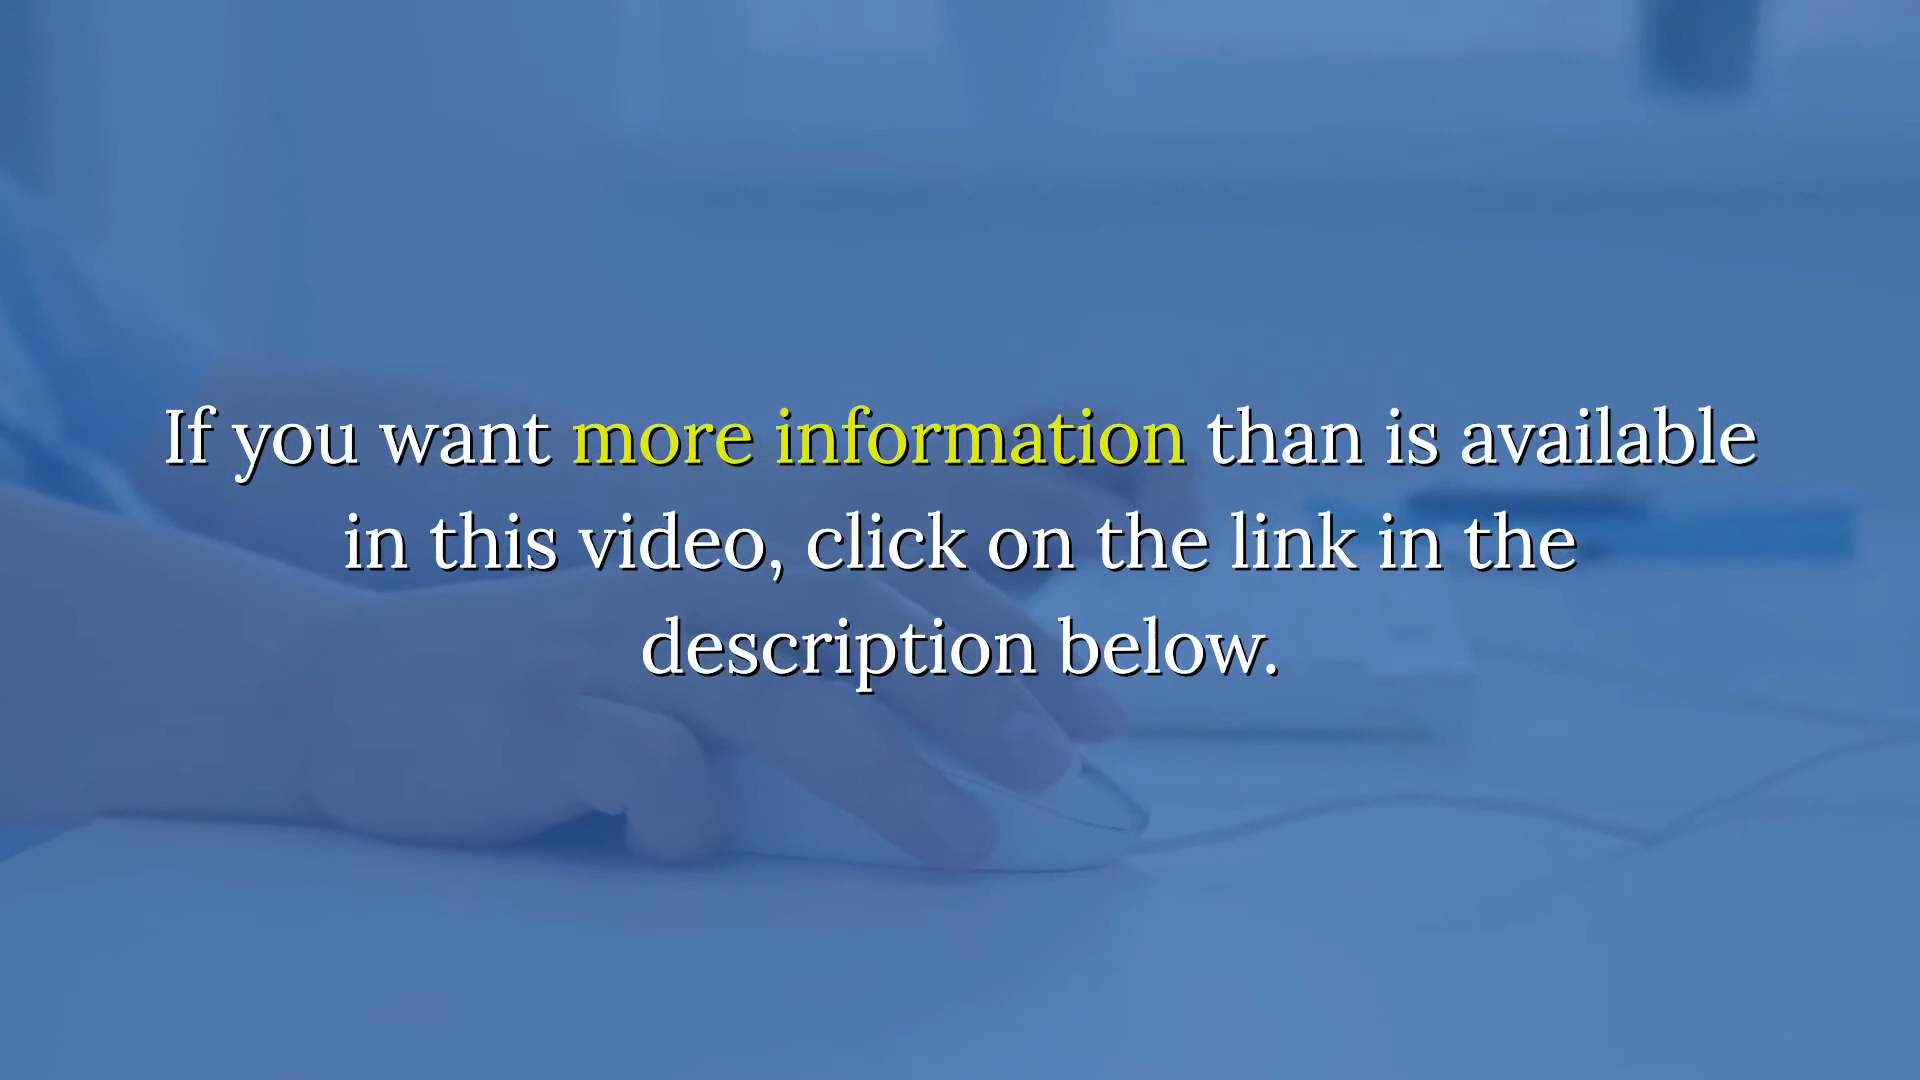 If you want more information than is available
in this video, click on the link in the
description below.